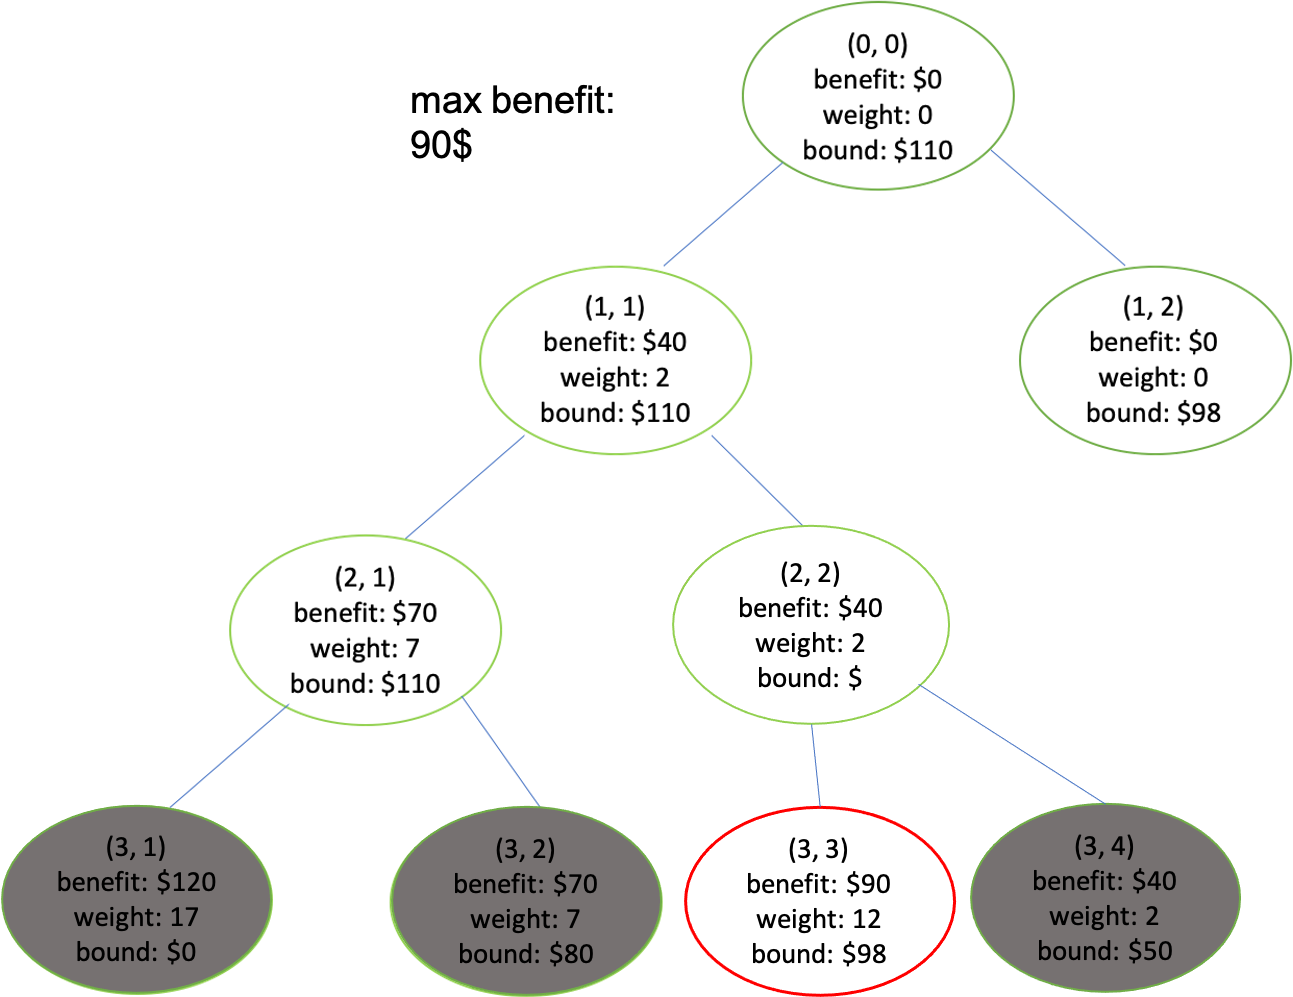 max benefit:
90$
(0, 0)
benefit: $0
weight: 0
bound: $110
(1, 1)
benefit: $40
weight: 2
bound: $110
(1, 2)
benefit: $0
weight: 0
bound: $98
(2, 1)
benefit: $70
weight: 7
bound: $110
(2, 2)
benefit: $40
weight: 2
bound: $
(3, 1)
benefit: $120
weight: 17
bound: $0
(3, 2)
benefit: $70
weight: 7
bound: $80
(3, 3)
benefit: $90
weight: 12
bound: $98
(3, 4)
benefit: $40
weight: 2
bound: $50